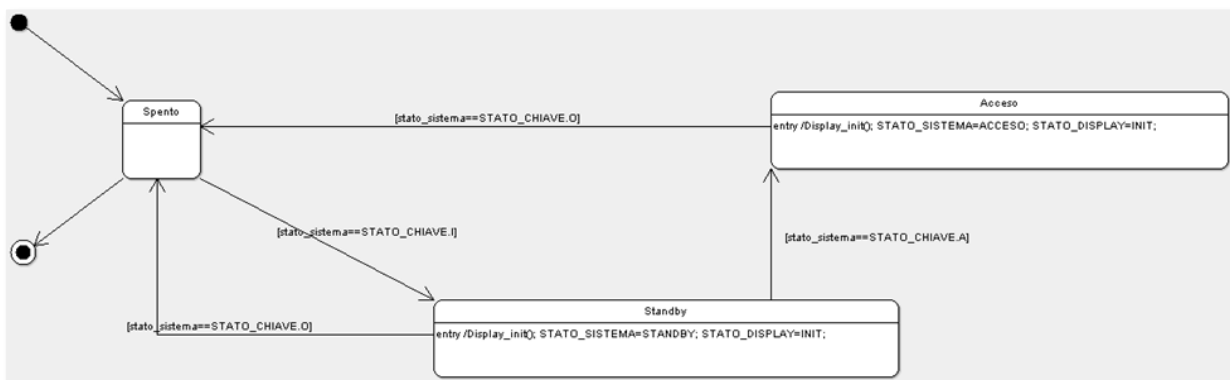 Spento
Acceso
[stato_sistema==STATO_CHIAVE.O]
entry /Display_init(); STATO_SISTEMA=ACCESO; STATO_DISPLAY=INIT;
[stato_sistema==STATO_CHIAVE.I]
[stato_sistema==STATO_CHIAVE.A]
Standby
[stato_sistema==STATO_CHIAVE.O]
entry /Display_init(); STATO_SISTEMA=STANDBY; STATO_DISPLAY=INIT;